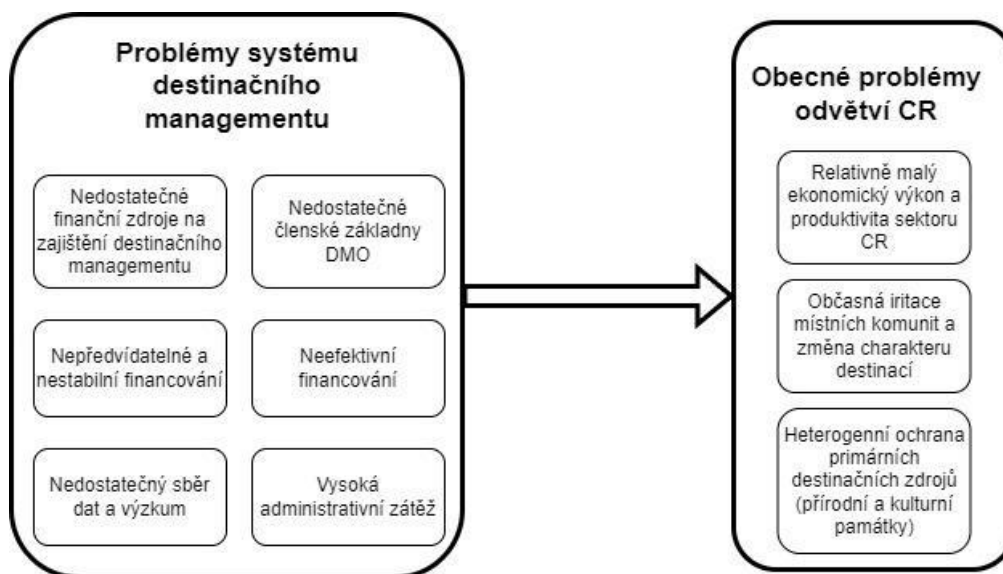 Problémy systému
destinačního
managementu
Nedostatečné
finanční zdroje na
zajištění destinačního
managementu
Nedostatečné
členské základny
DMO
Nepředvídatelné a
nestabilní financování
Neefektivní
financování
Nedostatečný sběr
dat a výzkum
Vysoká
administrativní zátěž
Obecné problémy
odvětví CR
Relativně malý
ekonomický výkon a
produktivita sektoru
CR
Občasná iritace
místních komunit a
změna charakteru
destinací
Heterogenní ochrana
primárních
destinačních zdrojů
(přírodní a kulturní
památky)